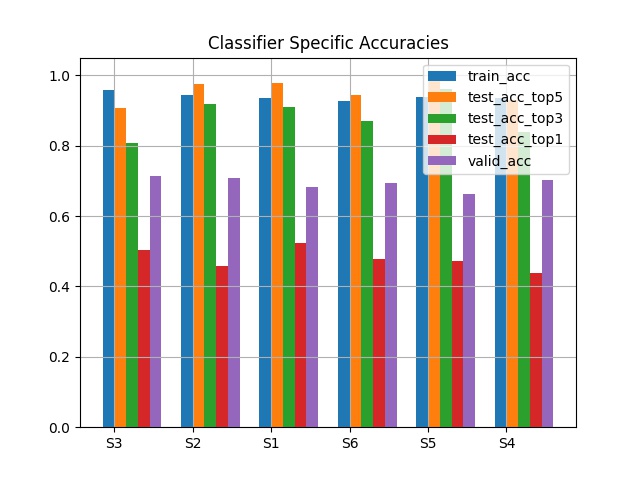 Classifier Specific Accuracies
1.0
0.8
0.6
0.4
0.2
0.0
train_acc
test_acc_top5
test_acc_top3
test_acc_top1
valid_acc
S3 S2 S1 S6 S5 S4